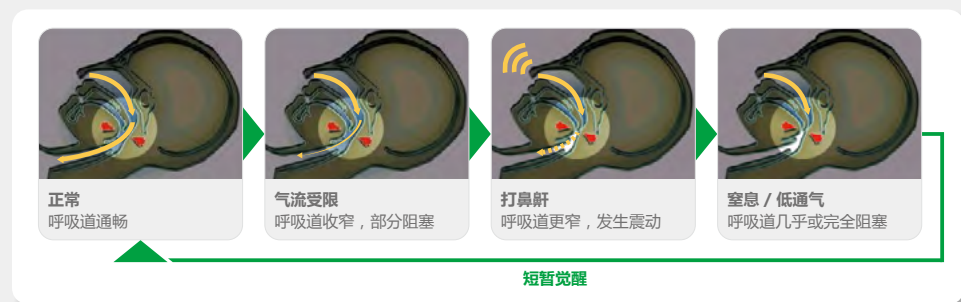 正常
呼吸道通畅
气流受限
呼吸道收窄，部分阻塞
打鼻鼾
呼吸道更窄，发生震动
窒息 / 低通气
呼吸道几乎或完全阻塞
短暂觉醒